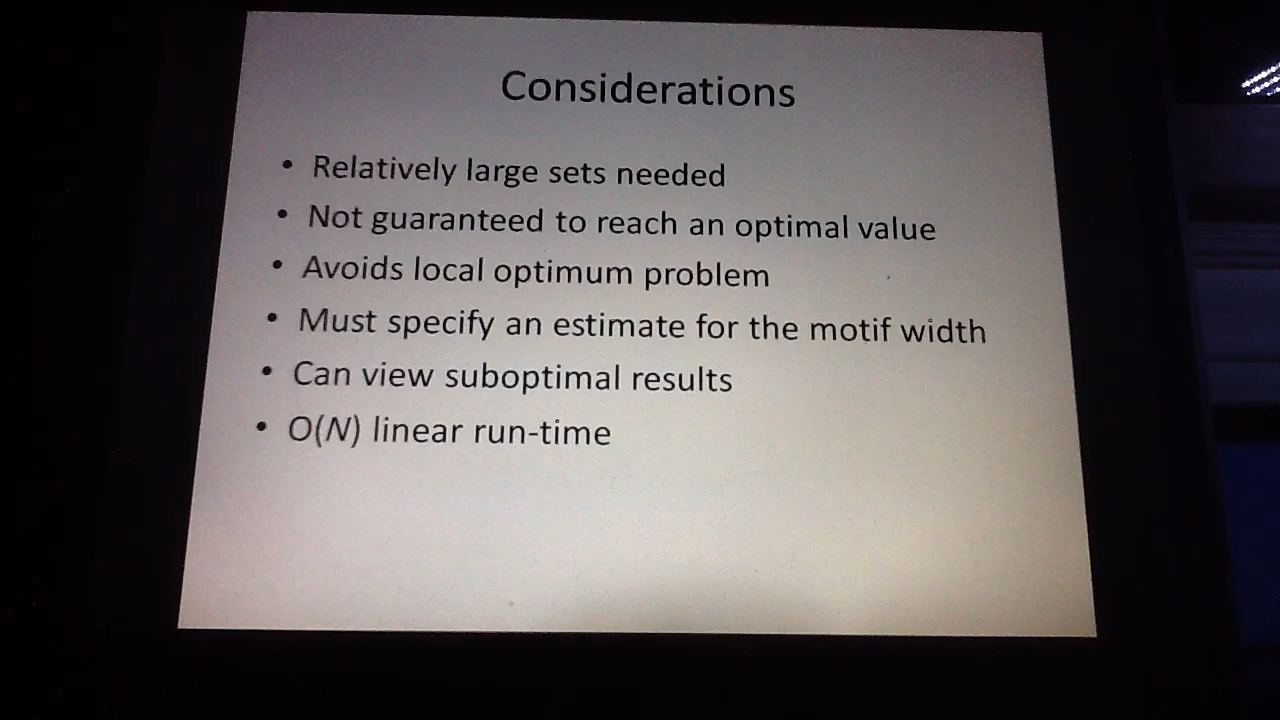 Considerations
• Relatively large sets needed
• Not guaranteed to reach an optimal value
• Avoids local optimum problem
• Must specify an estimate for the motif width
• Can view suboptimal results
• O(N) linear run-time